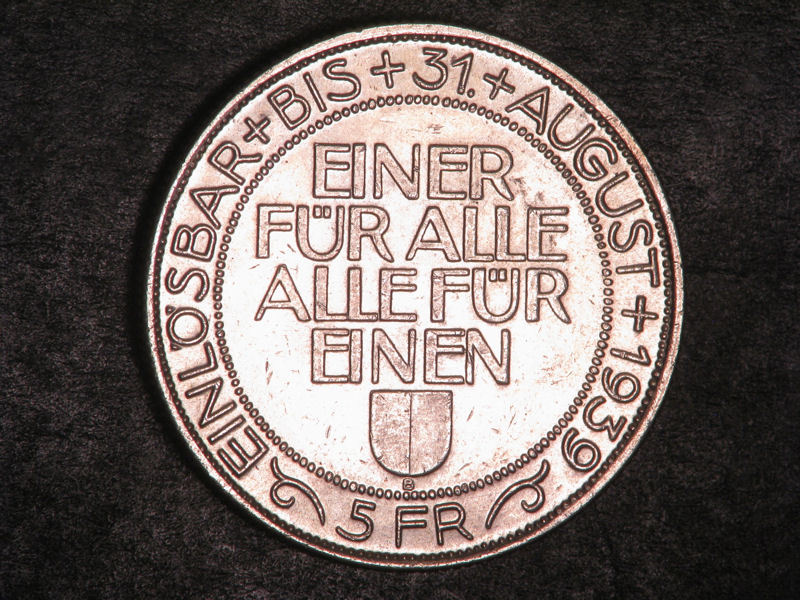 EINLÖSBAR + BIS + 31. + AUGUST + 1939
EINER
FÜR ALLE
ALLE FÜR
EINEN
B
5 FR